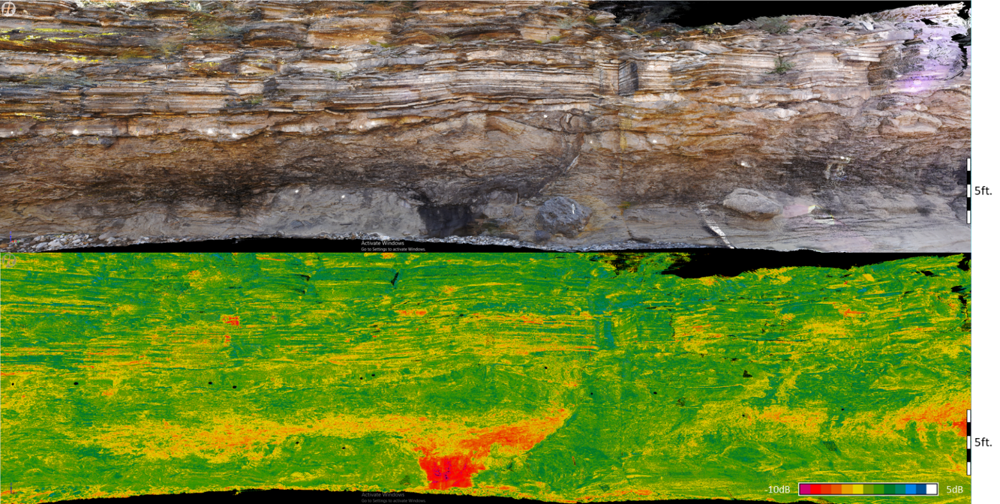 5ft.
Activate Windows
Go to Settings to activate Windows.
5ft.
-10dB
5dB
Activate Windows
Go to Settings to activate Windows.